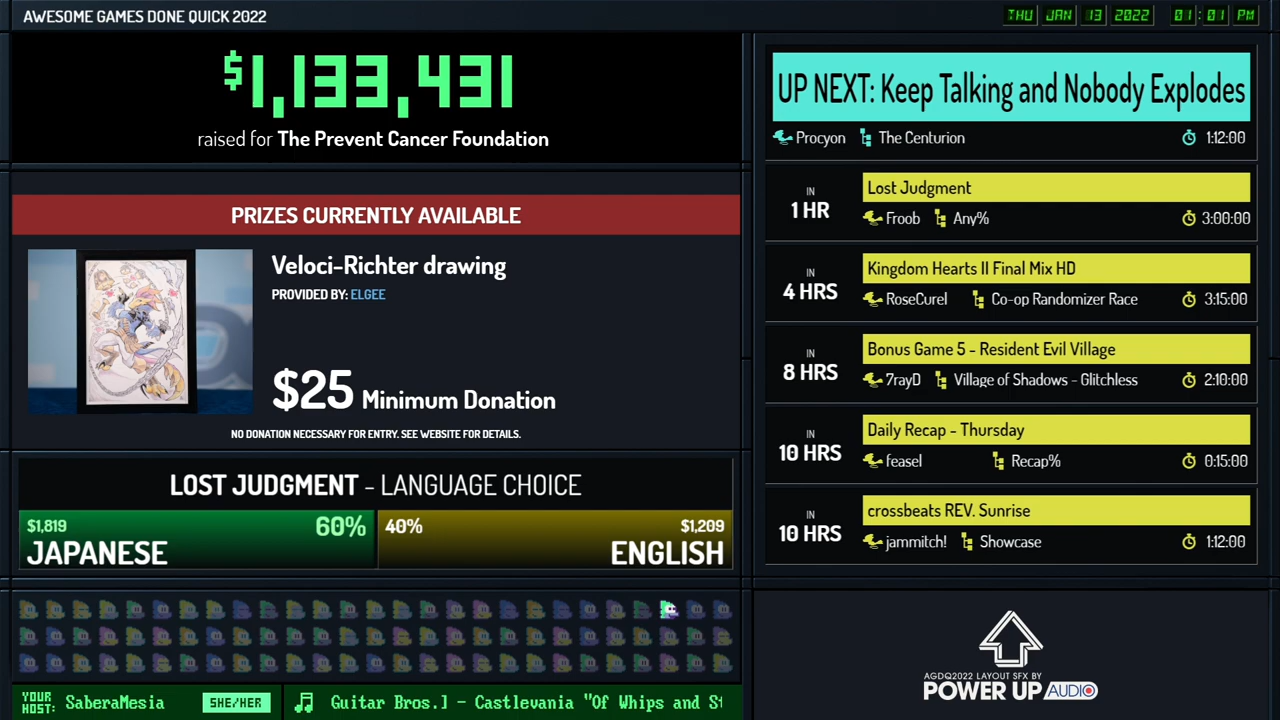 AWESOME GAMES DONE QUICK 2022
THU JAN 13 2022 01:01 PM
$1,133,431
raised for The Prevent Cancer Foundation
PRIZES CURRENTLY AVAILABLE
Veloci-Richter drawing
PROVIDED BY: ELGEE
$25 Minimum Donation
NO DONATION NECESSARY FOR ENTRY. SEE WEBSITE FOR DETAILS.
LOST JUDGMENT - LANGUAGE CHOICE
$1,819 60% 40% $1,209
JAPANESE ENGLISH
YOUR HOST: SaberaMesia SHE/HER
Guitar Bros.] - Castlevania "Of Whips and St
UP NEXT: Keep Talking and Nobody Explodes
Procyon The Centurion 1:12:00
IN 1 HR
Lost Judgment
Froob Any% 3:00:00
IN 4 HRS
Kingdom Hearts II Final Mix HD
RoseCurel Co-op Randomizer Race 3:15:00
IN 8 HRS
Bonus Game 5 - Resident Evil Village
7rayD Village of Shadows - Glitchless 2:10:00
IN 10 HRS
Daily Recap - Thursday
feasel Recap% 0:15:00
IN 10 HRS
crossbeats REV. Sunrise
jammitch! Showcase 1:12:00
AGDQ2022 LAYOUT SFX BY
POWER UP AUDIO